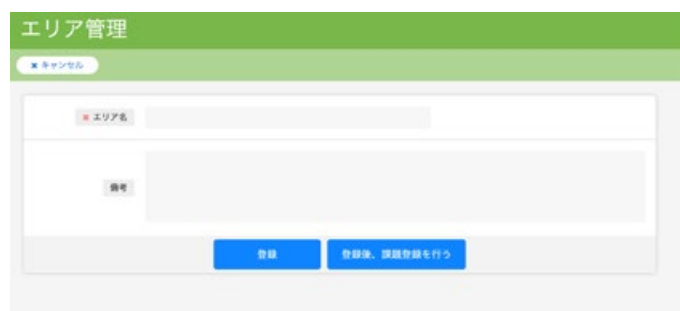 エリア管理
✖ キャンセル
※ エリア名
備考
登録 登録後、課題登録を行う